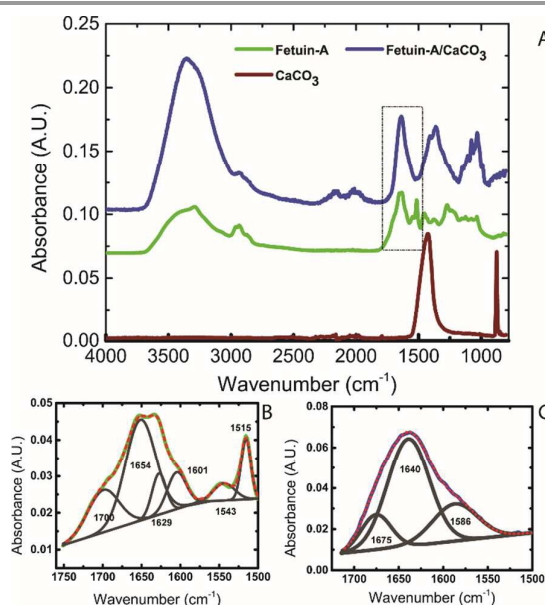 A
0.25
0.20
0.15
0.10
0.05
0.00
Absorbance (A.U.)
Fetuin-A
Fetuin-A/CaCO₃
CaCO₃
4000 3500 3000 2500 2000 1500 1000
Wavenumber (cm⁻¹)
B
0.05
0.04
0.03
0.02
0.01
Absorbance (A.U.)
1515
1654
1601
1700
1629
1543
1750 1700 1650 1600 1550 1500
Wavenumber (cm⁻¹)
C
0.08
0.06
0.04
0.02
0.00
Absorbance (A.U.)
1640
1586
1675
1700 1650 1600 1550 1500
Wavenumber (cm⁻¹)